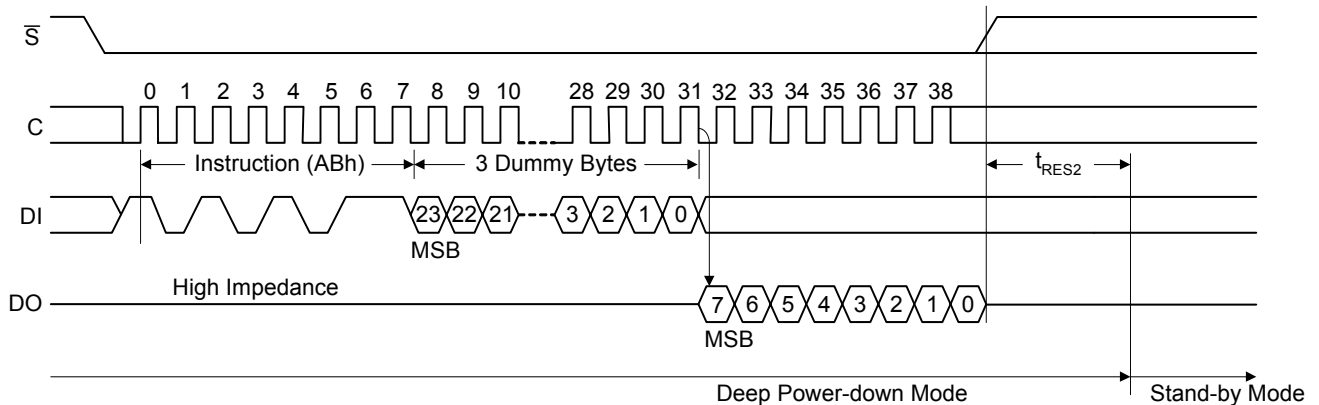 S
0 1 2 3 4 5 6 7 8 9 10 28 29 30 31 32 33 34 35 36 37 38
C
Instruction (ABh) 3 Dummy Bytes tRES2
DI 23 22 21 3 2 1 0
MSB
High Impedance
DO 7 6 5 4 3 2 1 0
MSB
Deep Power-down Mode Stand-by Mode